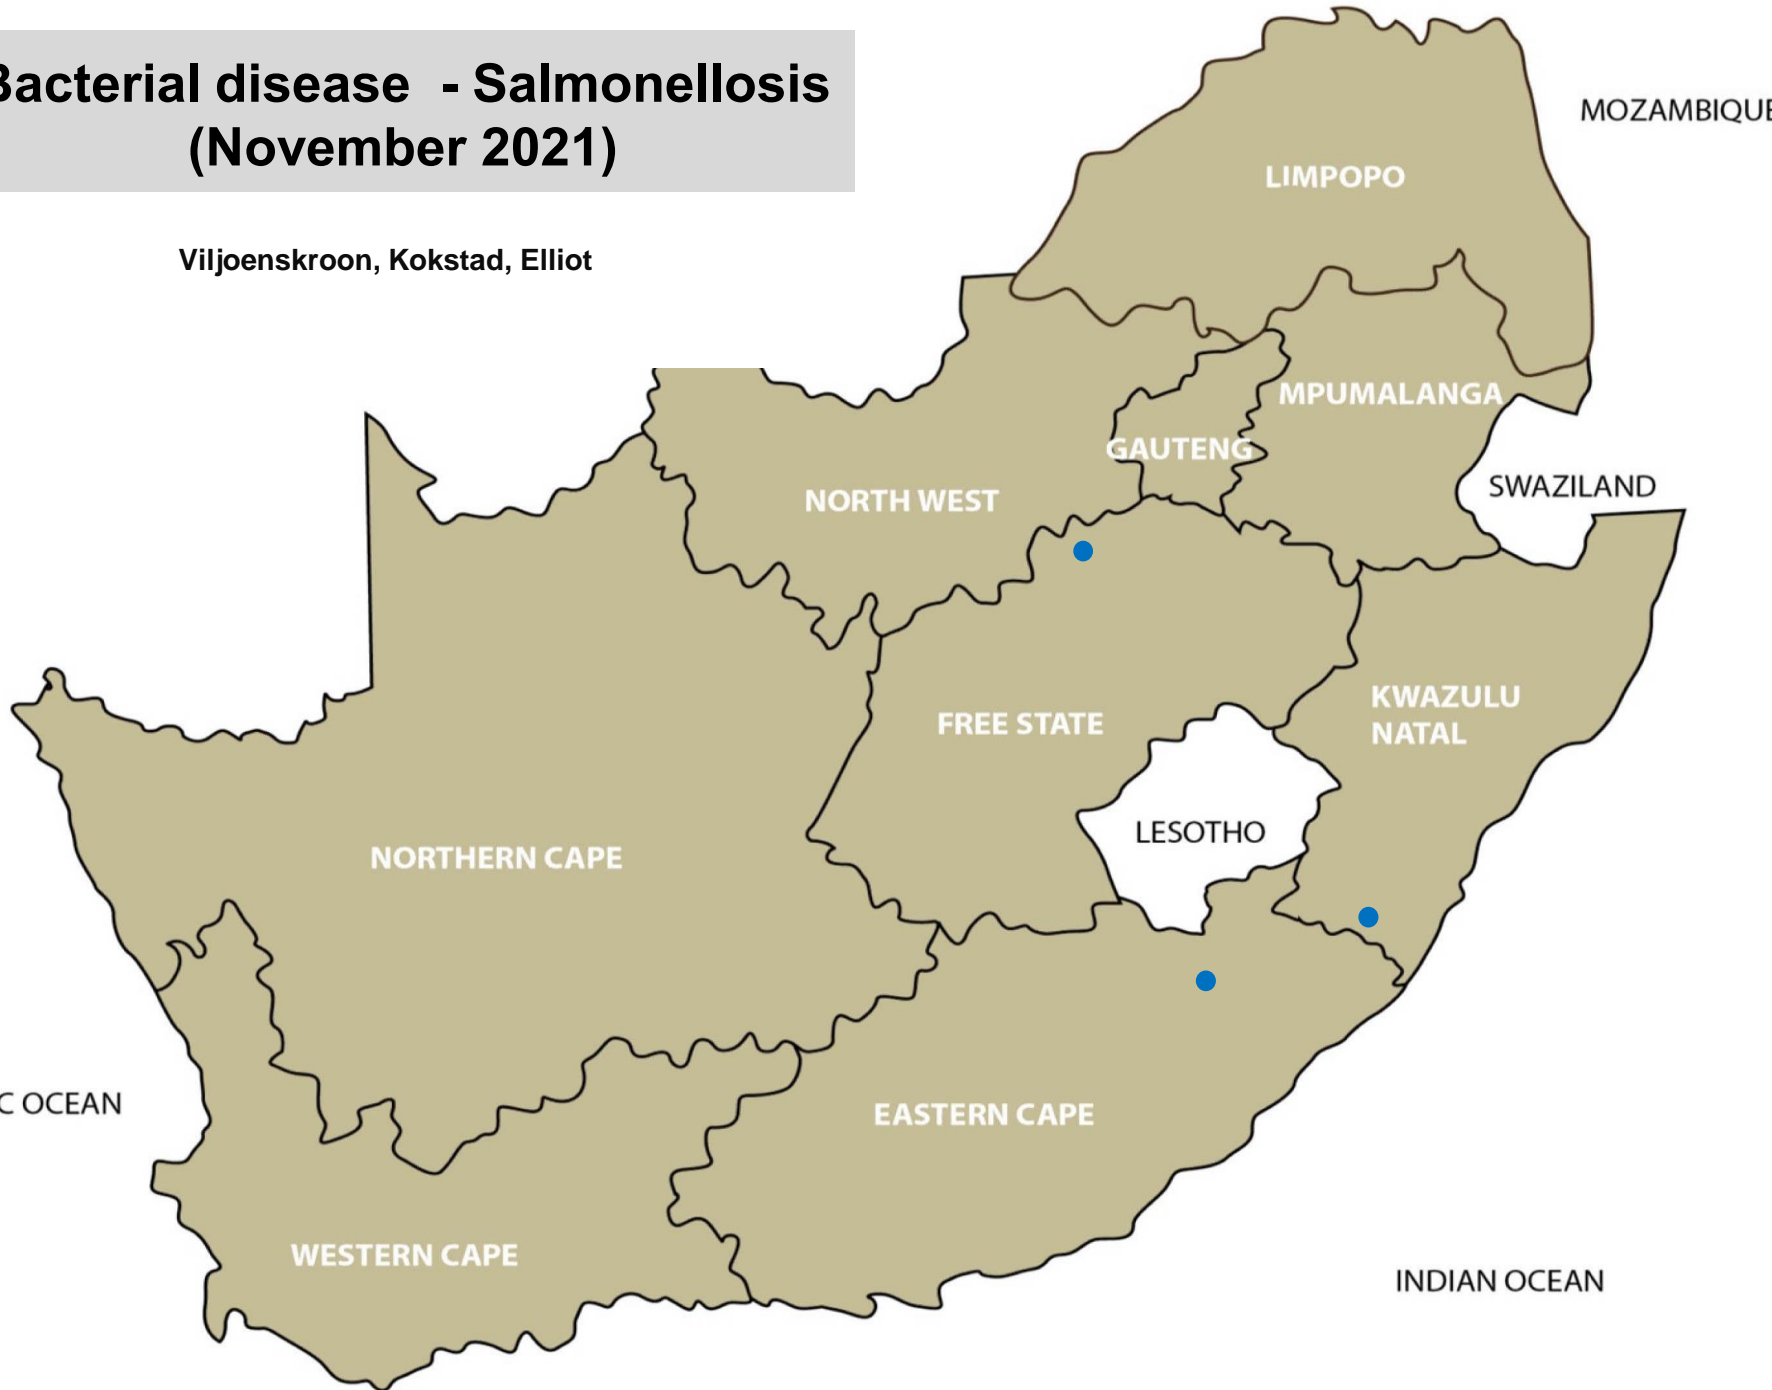 Bacterial disease - Salmonellosis
(November 2021)
MOZAMBIQUE
LIMPOPO
Viljoenskroon, Kokstad, Elliot
MPUMALANGA
GAUTENG
SWAZILAND
NORTH WEST
KWAZULU
NATAL
FREE STATE
LESOTHO
NORTHERN CAPE
C OCEAN
EASTERN CAPE
WESTERN CAPE
INDIAN OCEAN